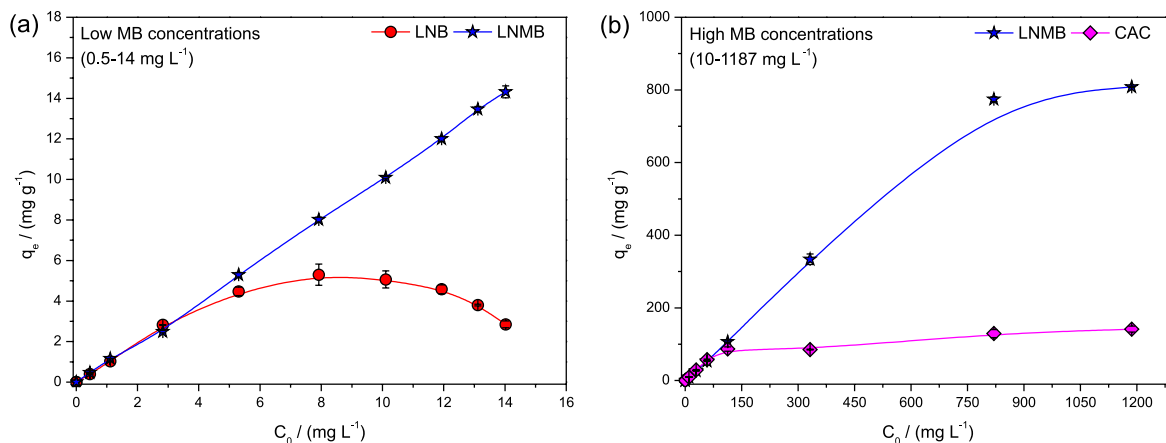 (a)
Low MB concentrations
(0.5-14 mg L⁻¹)
LNB LNMB
18
16
14
12
10
8
6
4
2
0
qₑ / (mg g⁻¹)
0 2 4 6 8 10 12 14 16
C₀ / (mg L⁻¹)
(b)
High MB concentrations
(10-1187 mg L⁻¹)
LNMB CAC
1000
800
600
400
200
0
qₑ / (mg g⁻¹)
0 150 300 450 600 750 900 1050 1200
C₀ / (mg L⁻¹)